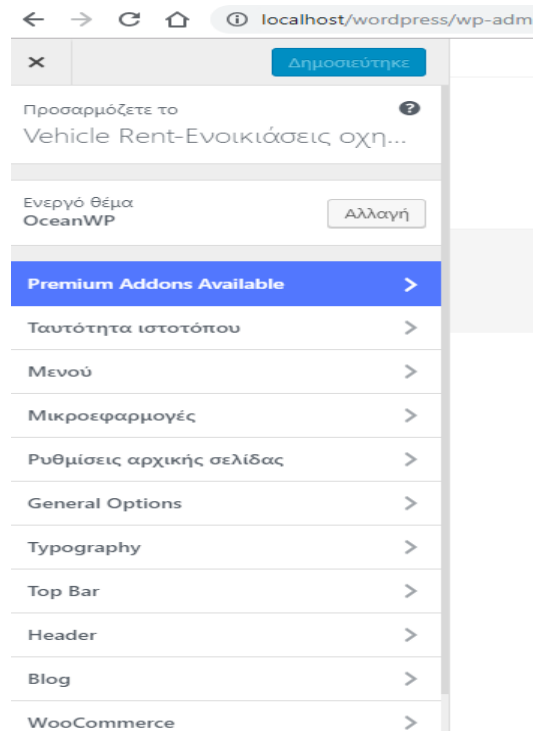 localhost/wordpress/wp-adm
Δημοσιεύτηκε
Προσαρμόζετε το
Vehicle Rent-Ενοικιάσεις οχη...
Ενεργό θέμα
OceanWP
Αλλαγή
Premium Addons Available
Ταυτότητα ιστοτόπου
Μενού
Μικροεφαρμογές
Ρυθμίσεις αρχικής σελίδας
General Options
Typography
Top Bar
Header
Blog
WooCommerce